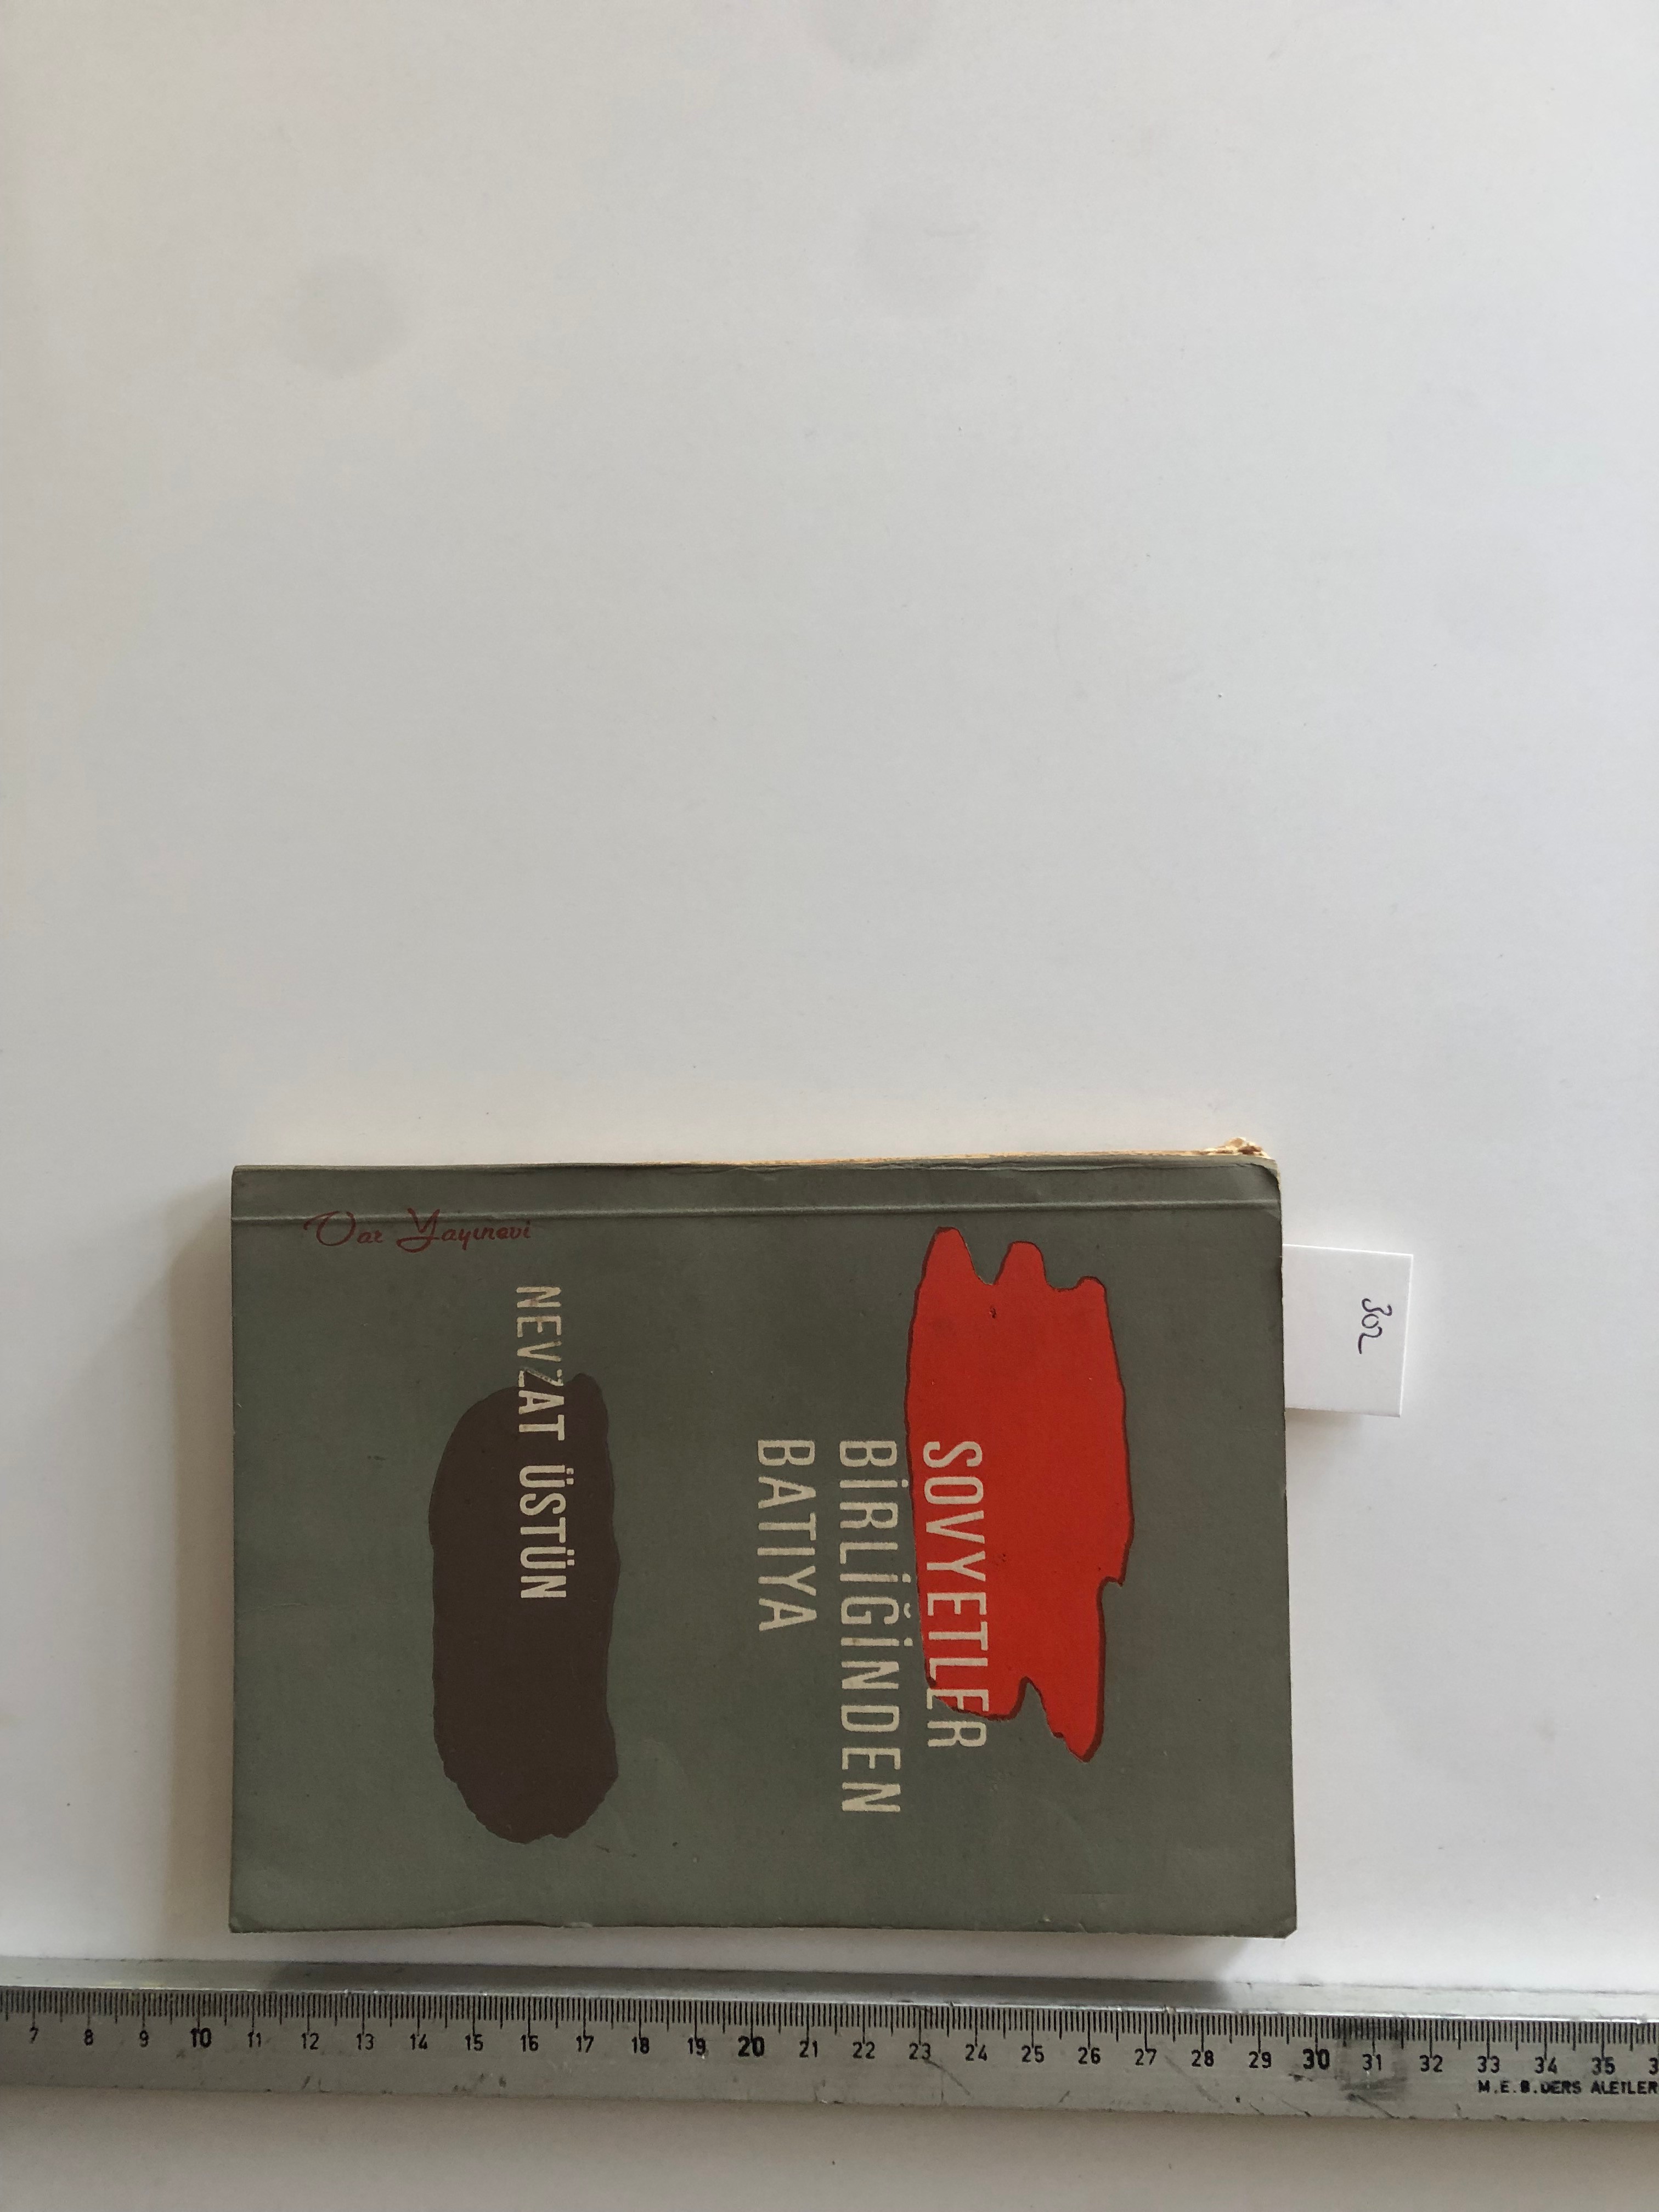 SOVYETLER
BİRLİĞİNDEN
BATIYA
NEVZAT ÜSTÜN
Var Yayınevi
302
7 8 9 10 11 12 13 14 15 16 17 18 19 20 21 22 23 24 25 26 27 28 29 30 31 32 33 34 35
M.E.B. DERS ALETLER